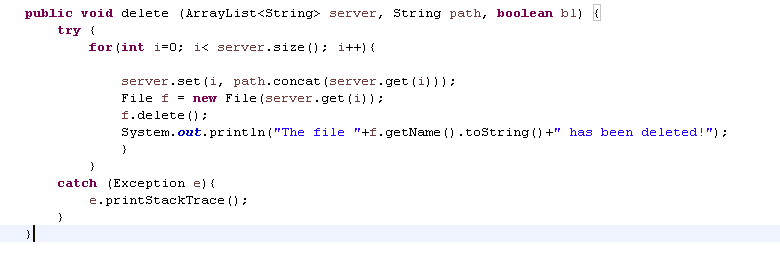 public void delete (ArrayList<String> server, String path, boolean bl) {
try {
for(int i=0; i< server.size(); i++){
server.set(i, path.concat(server.get(i)));
File f = new File(server.get(i));
f.delete();
System.out.println("The file "+f.getName().toString()+" has been deleted!");
}
}
catch (Exception e){
e.printStackTrace();
}
}